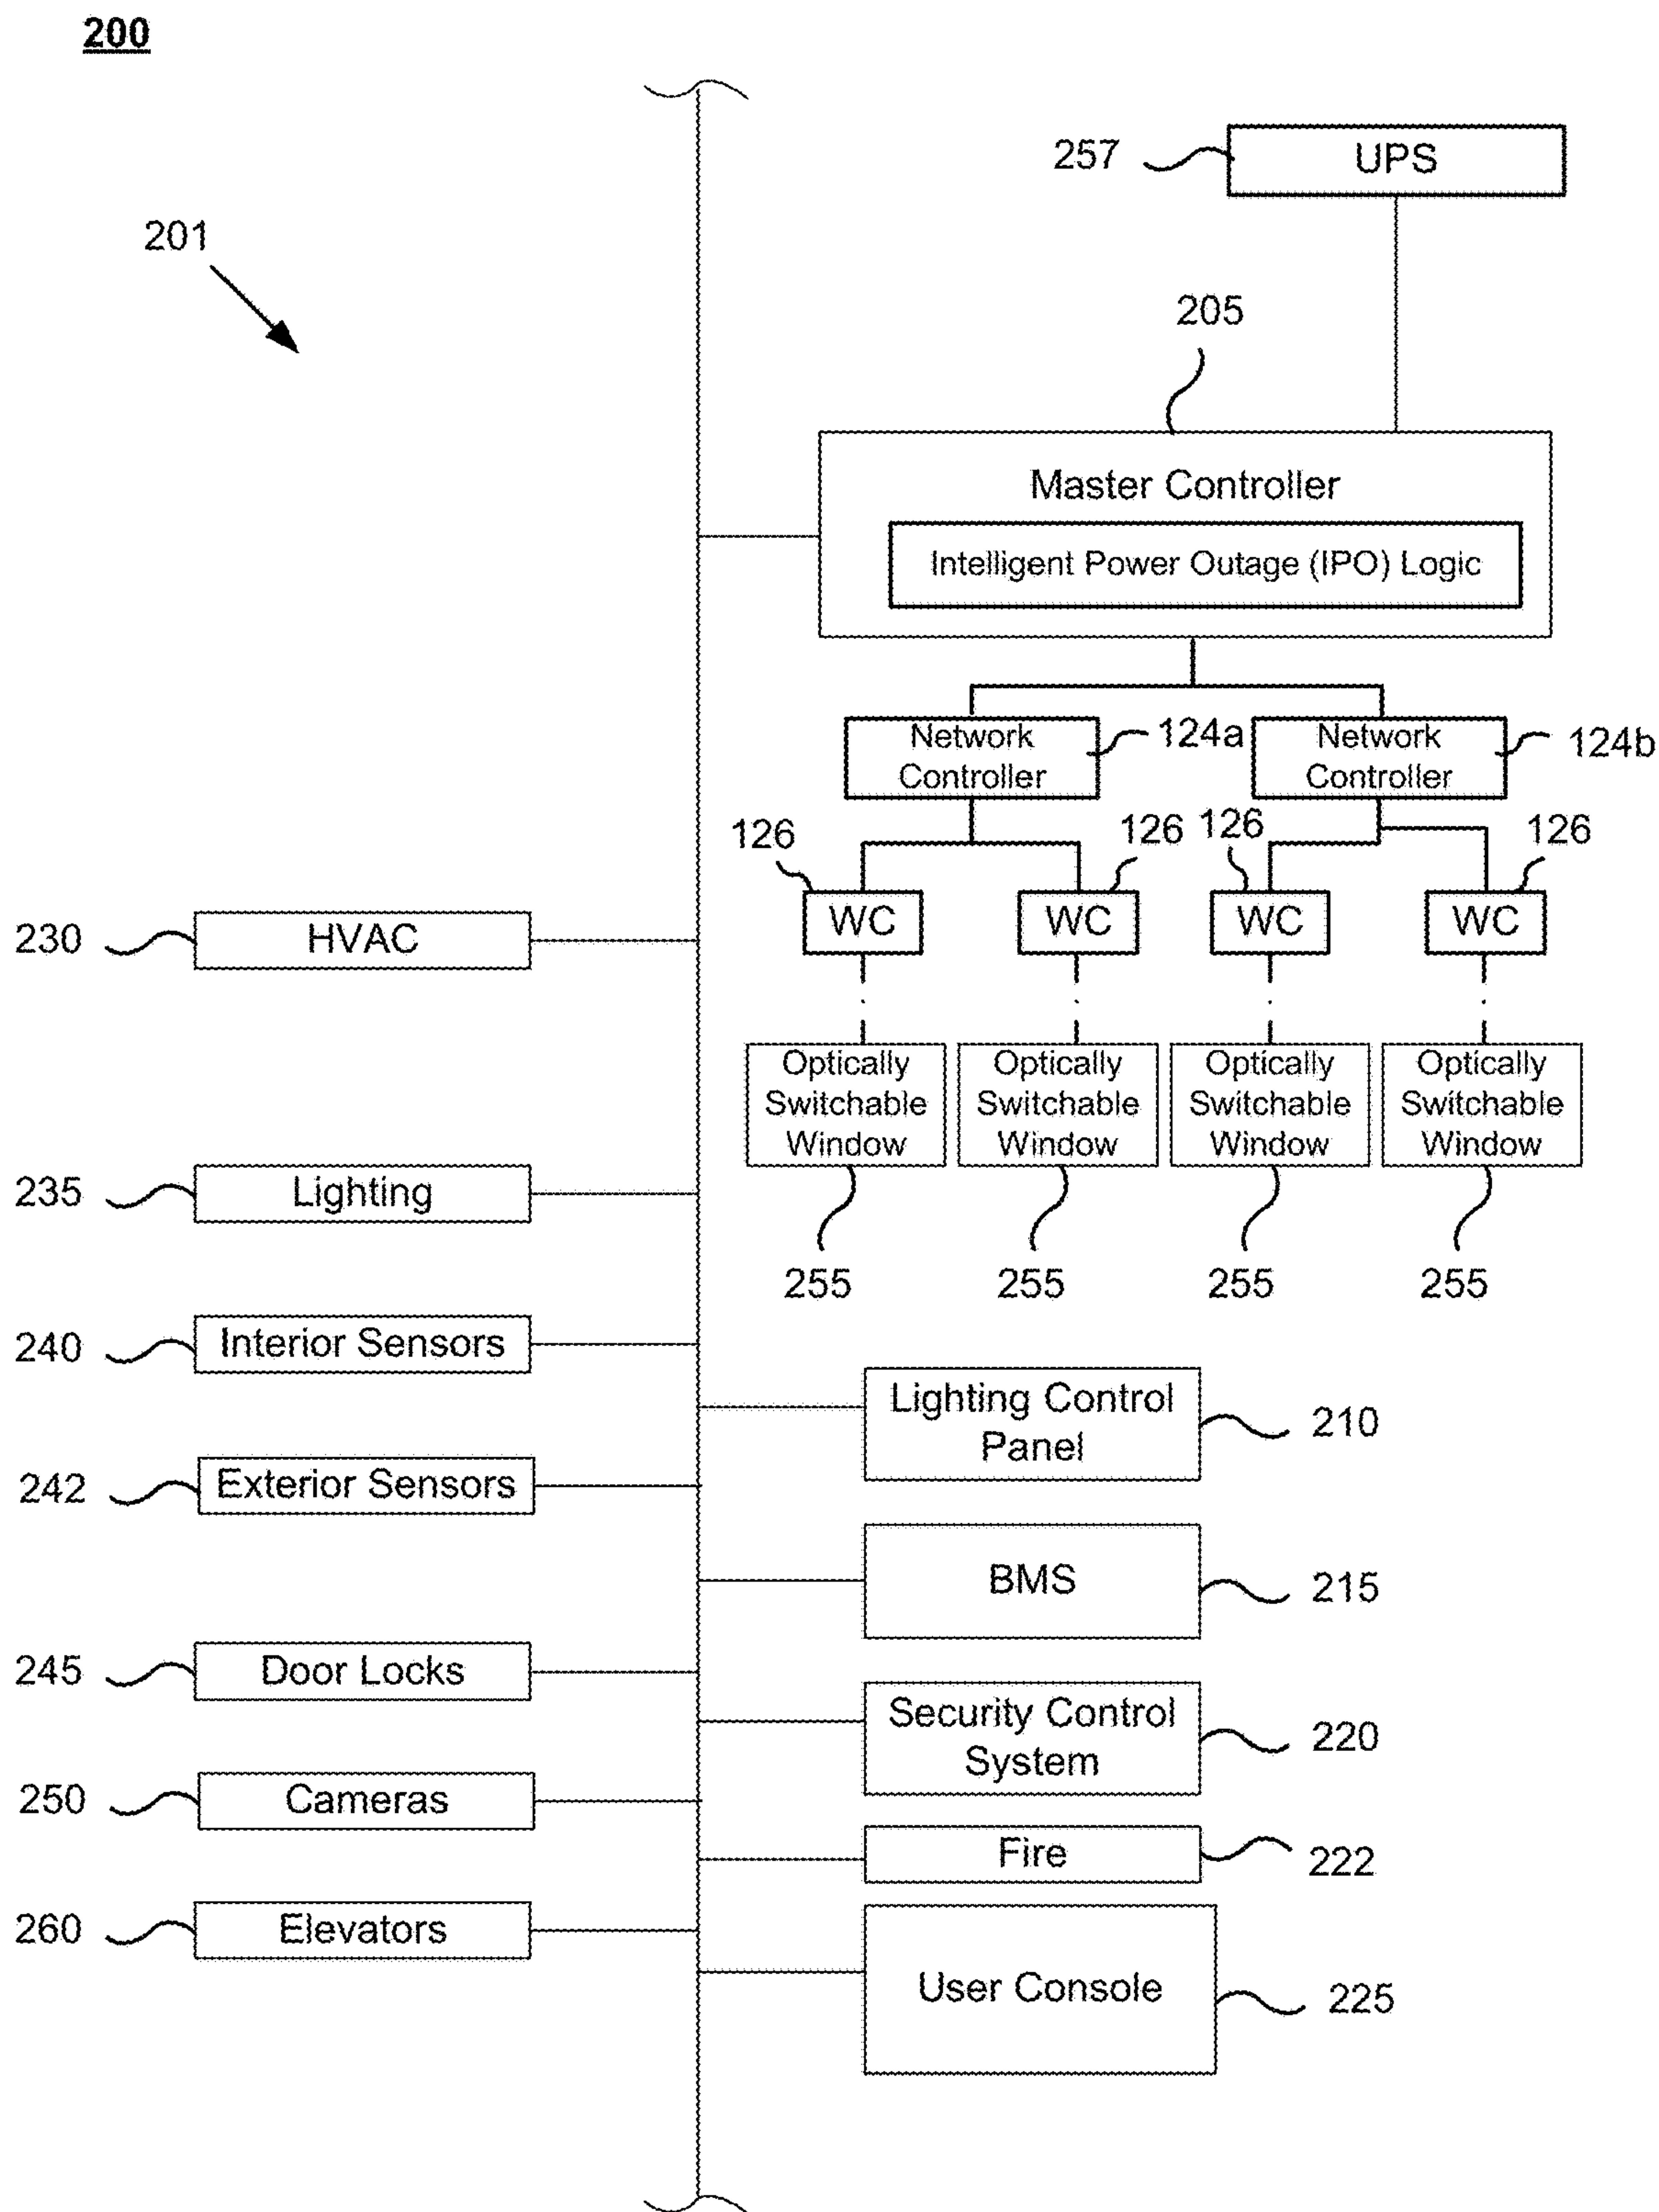 200
257
UPS
201
205
Master Controller
Intelligent Power Outage (IPO) Logic
Network
Controller
124a
Network
Controller
124b
126
126
126
126
WC
WC
WC
WC
230
HVAC
Optically
Switchable
Window
Optically
Switchable
Window
Optically
Switchable
Window
Optically
Switchable
Window
255
255
255
255
235
Lighting
240
Interior Sensors
Lighting Control
Panel
210
242
Exterior Sensors
BMS
215
245
Door Locks
Security Control
System
220
250
Cameras
Fire
222
260
Elevators
User Console
225